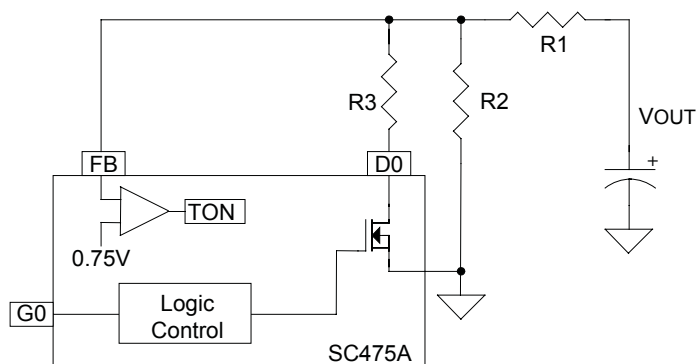 R1
R3
R2
VOUT
+
FB
D0
TON
0.75V
G0
Logic
Control
SC475A